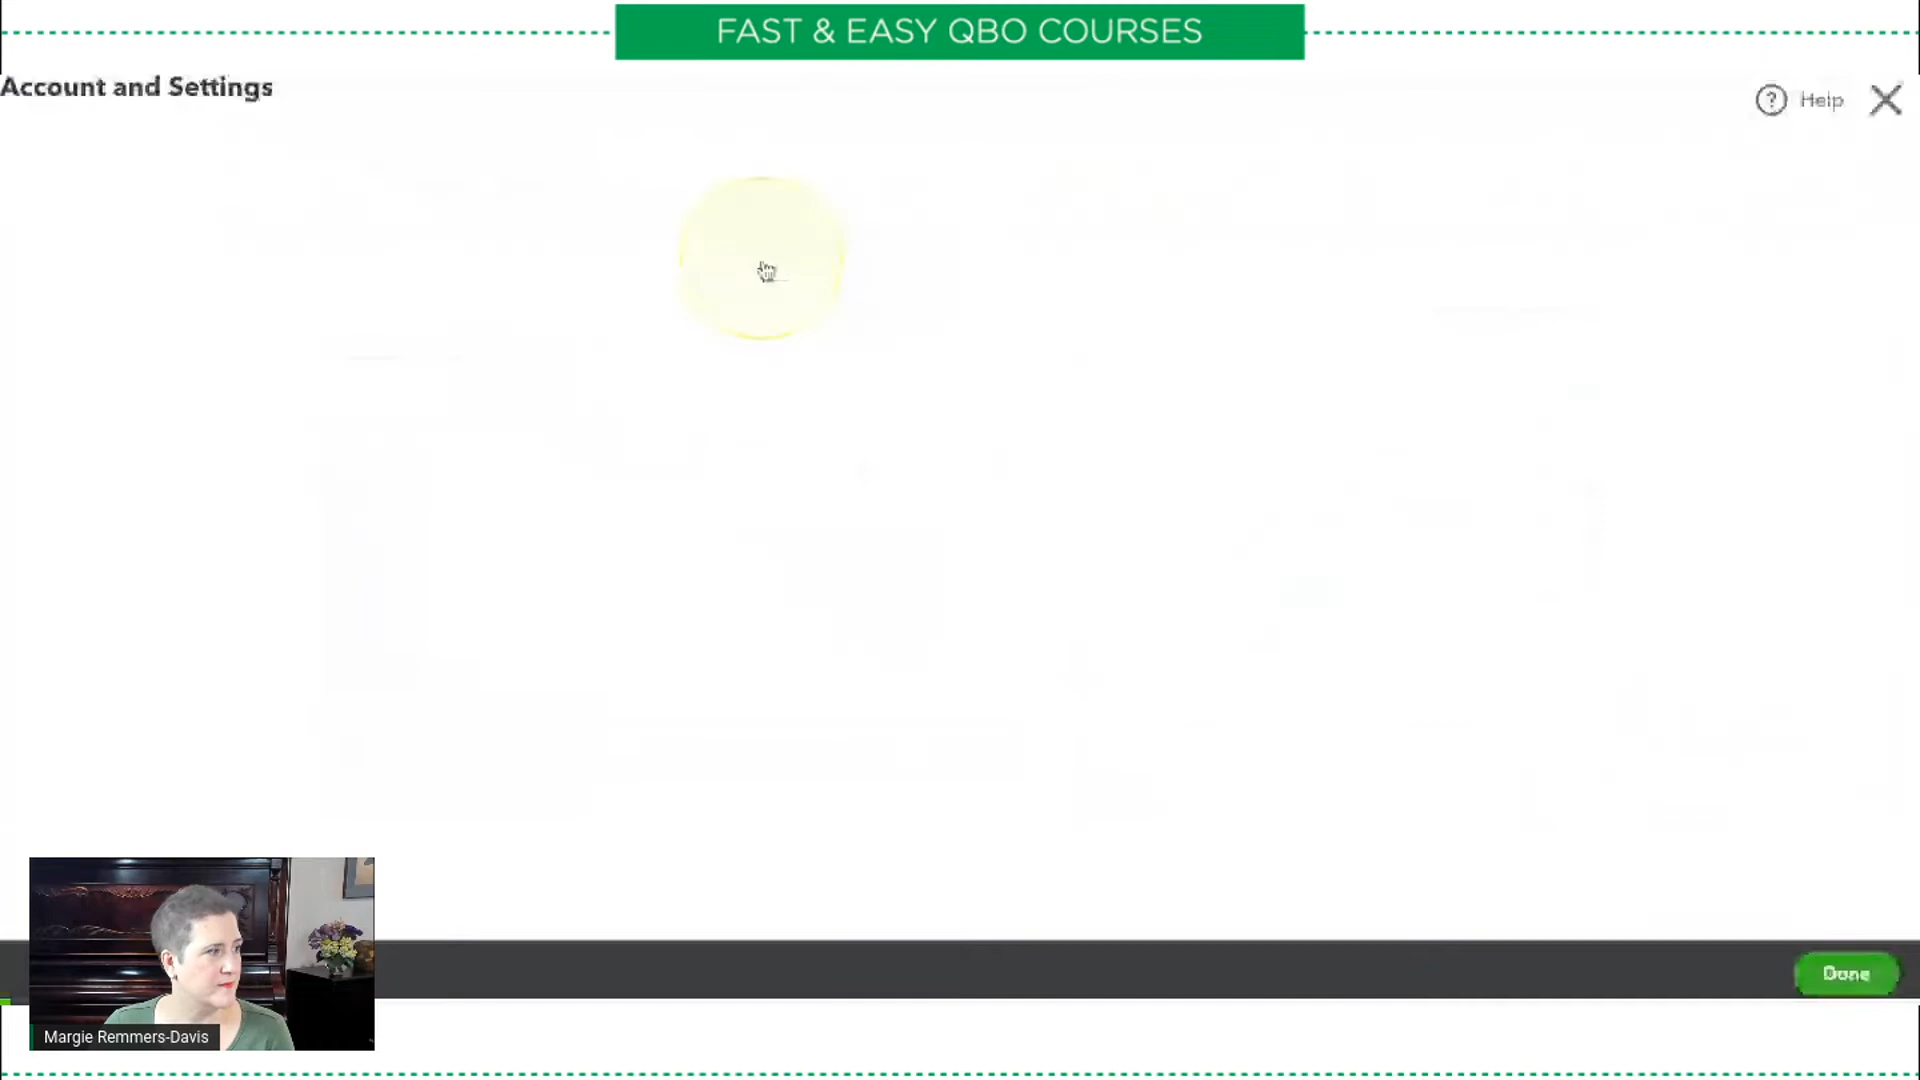 FAST & EASY QBO COURSES
Account and Settings
? Help
Done
Margie Remmers-Davis